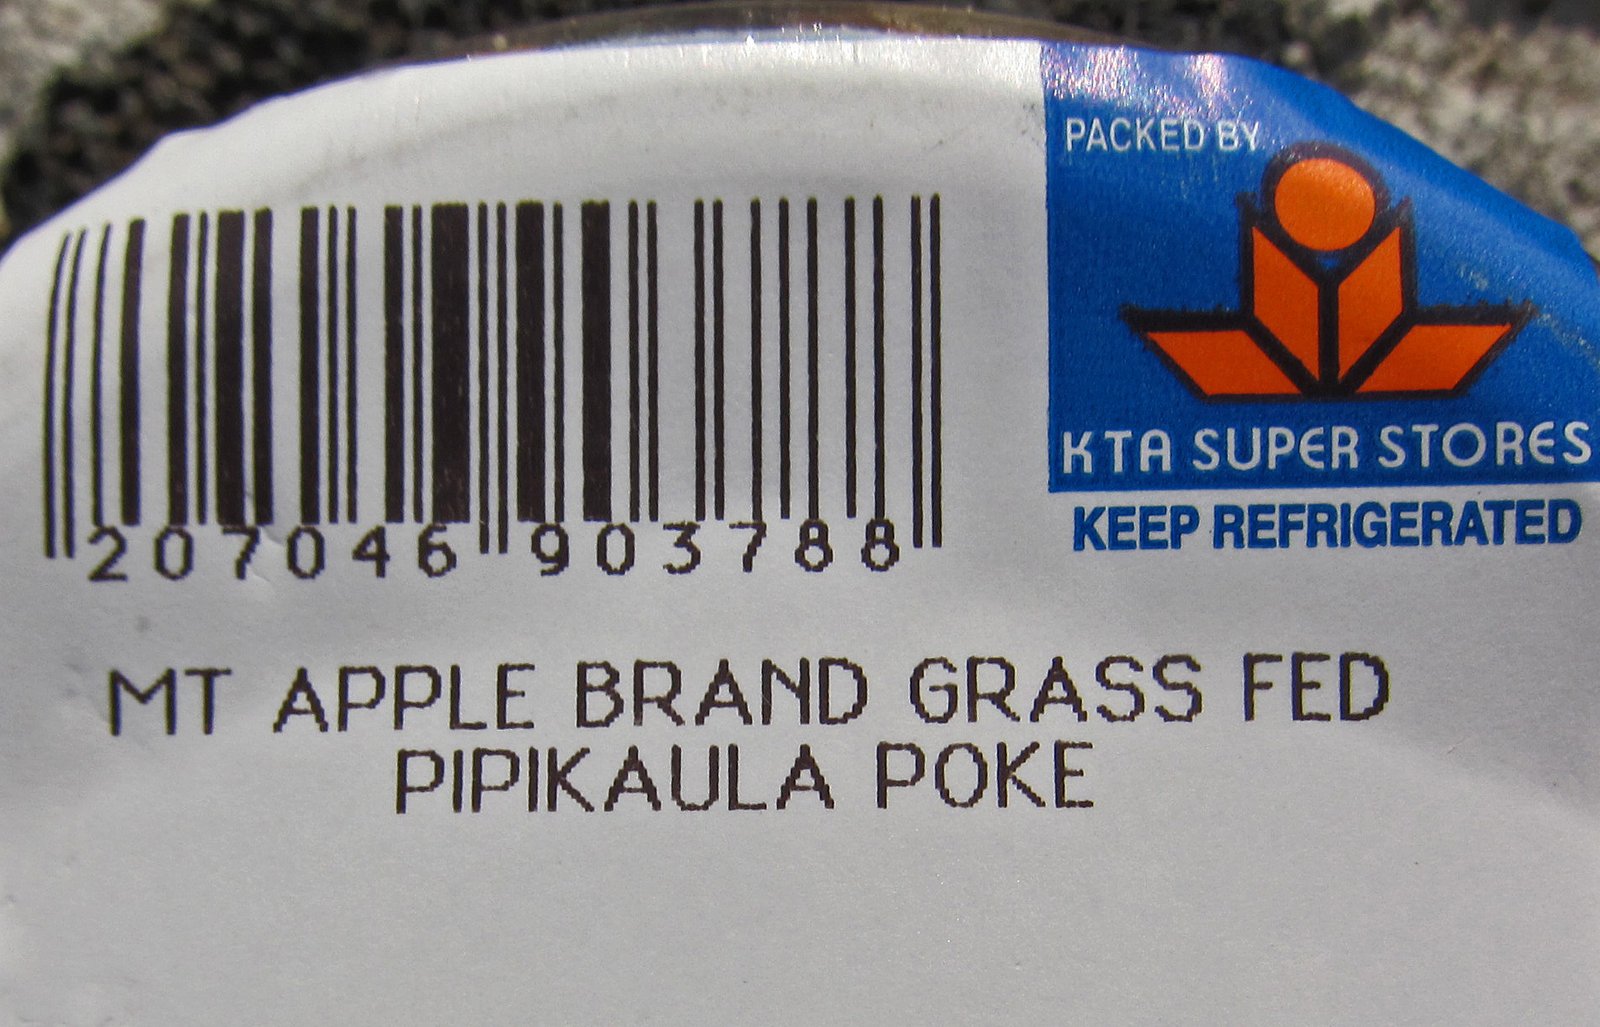 PACKED BY
KTA SUPER STORES
KEEP REFRIGERATED
207046 903788
MT APPLE BRAND GRASS FED
PIPIKAULA POKE